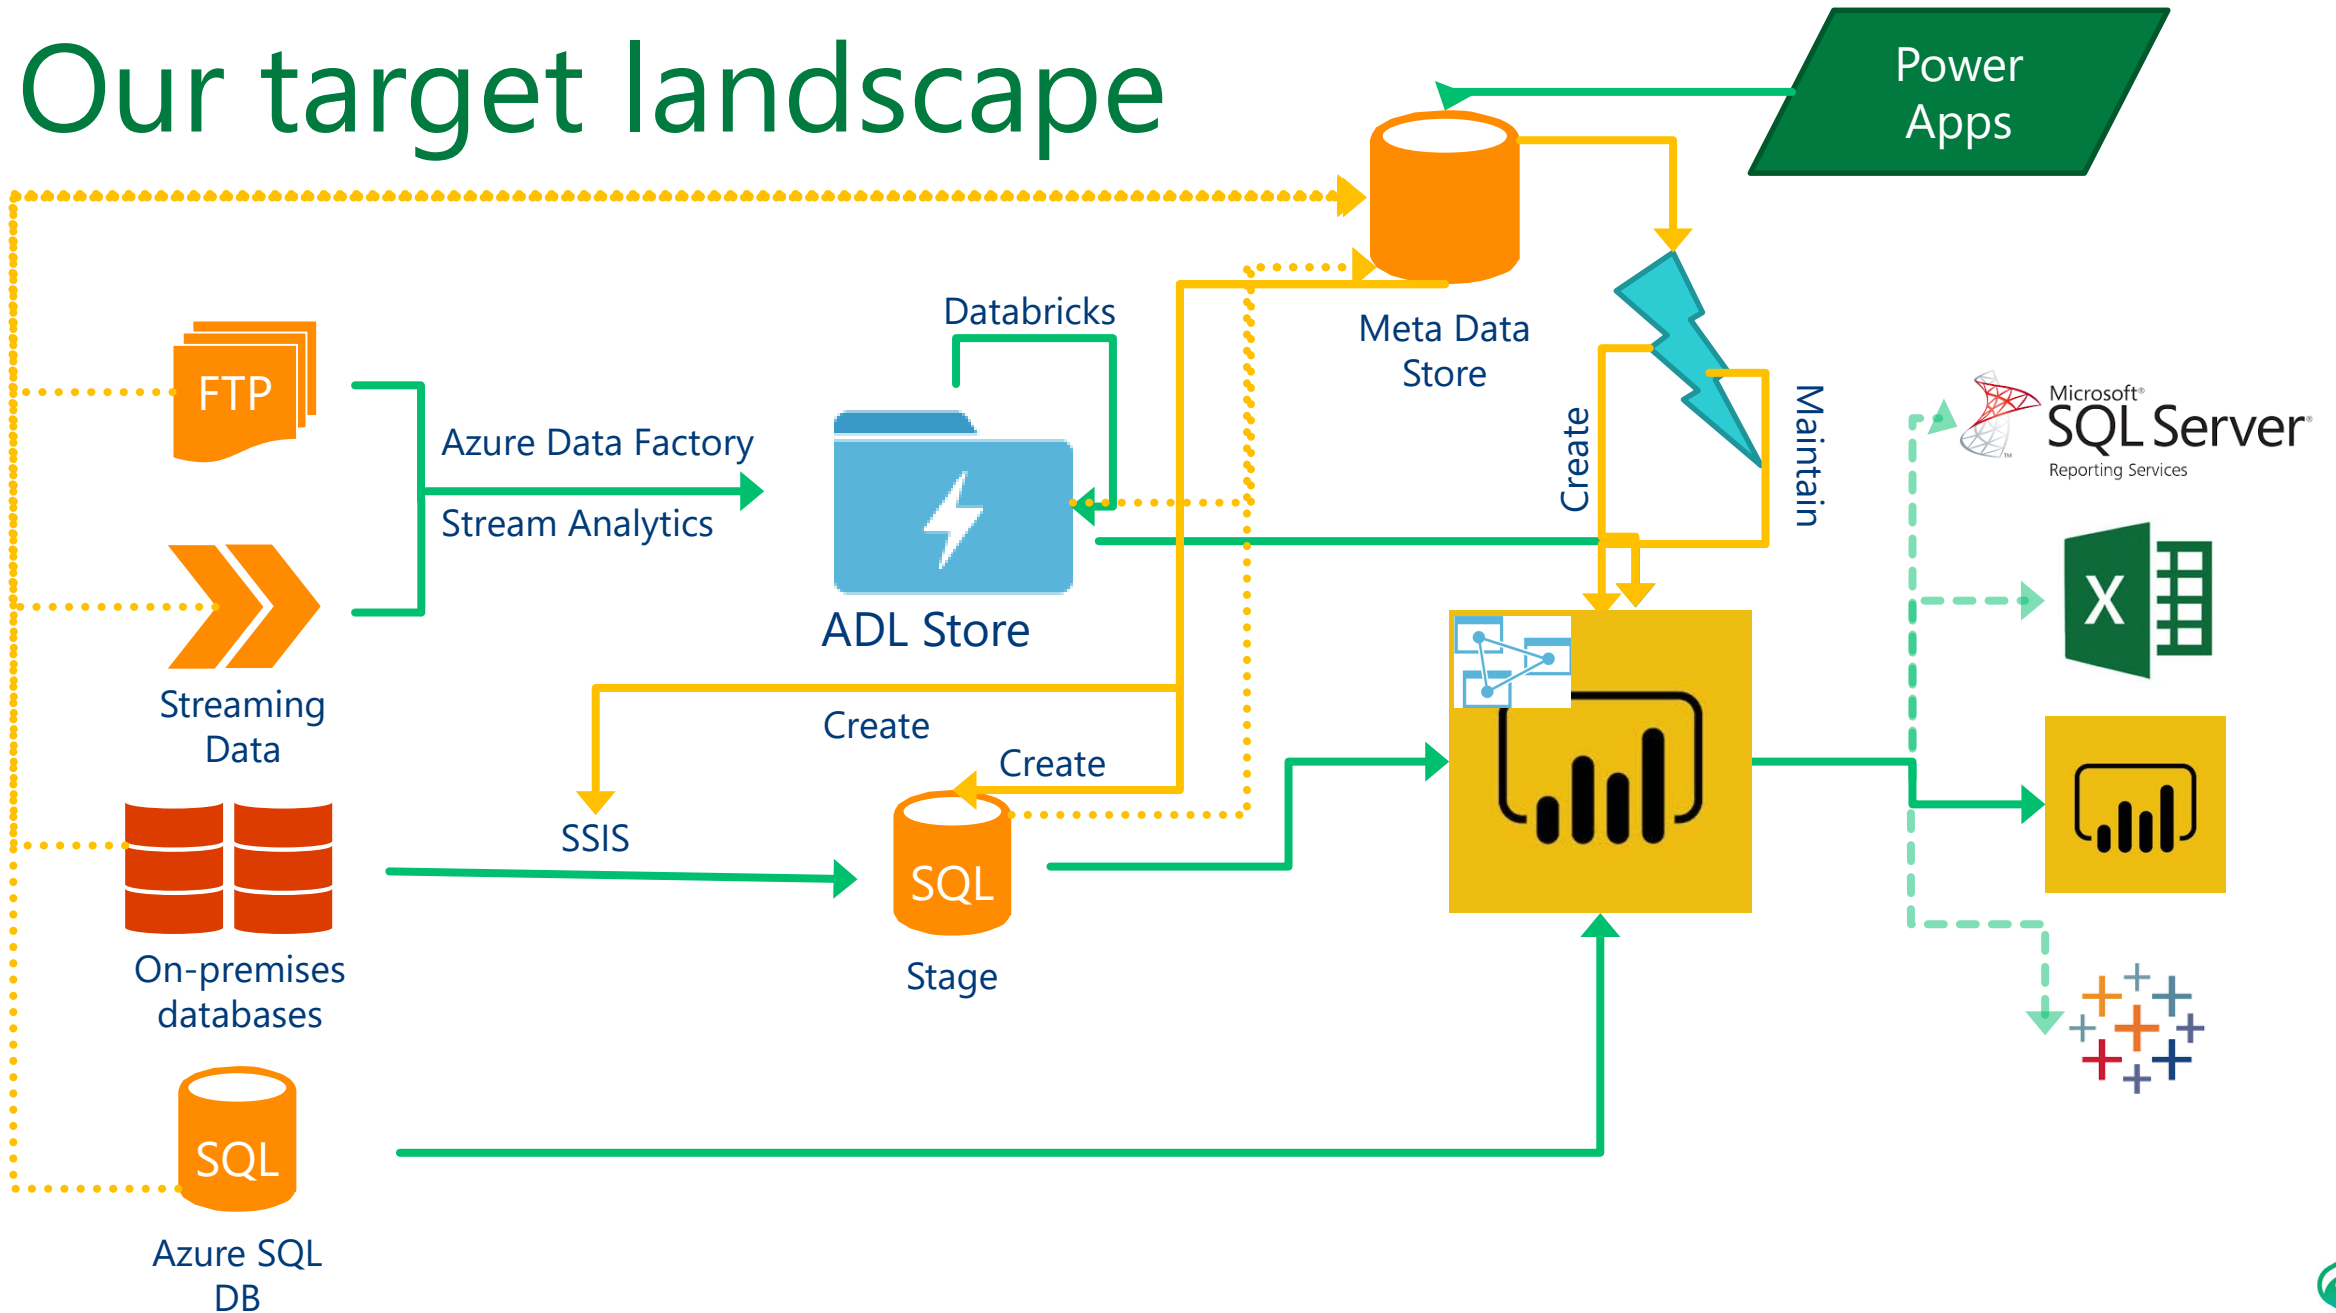 Our target landscape
Power
Apps
Databricks
Meta Data
Store
FTP
Azure Data Factory
Stream Analytics
Create
Maintain
Microsoft®
SQL Server®
Reporting Services
X
ADL Store
Streaming
Data
Create
Create
SSIS
SQL
On-premises
databases
Stage
SQL
Azure SQL
DB